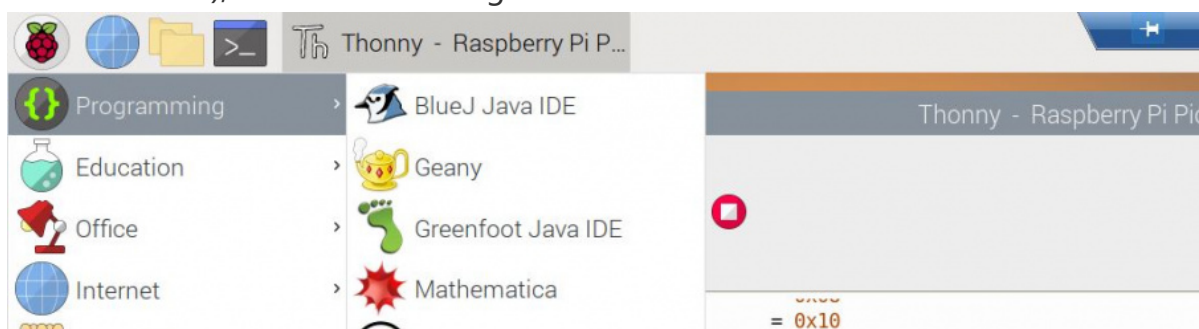 Thonny - Raspberry Pi P...
Programming
BlueJ Java IDE
Thonny - Raspberry Pi
Education
Geany
Office
Greenfoot Java IDE
Internet
Mathematica
= 0x10